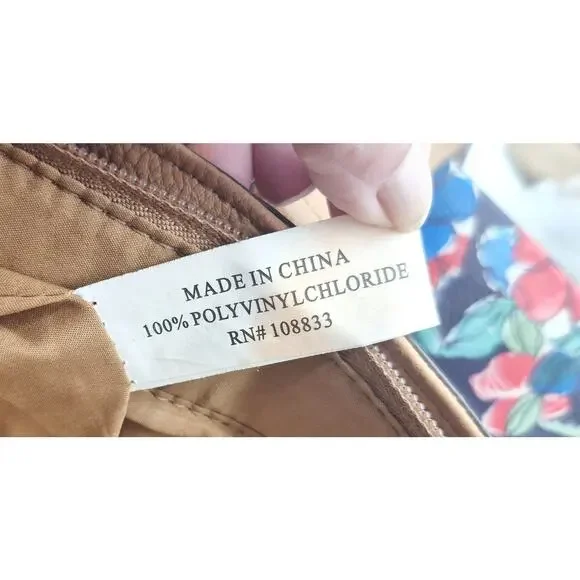 MADE IN CHINA
100% POLYVINYLCHLORIDE
RN# 108833